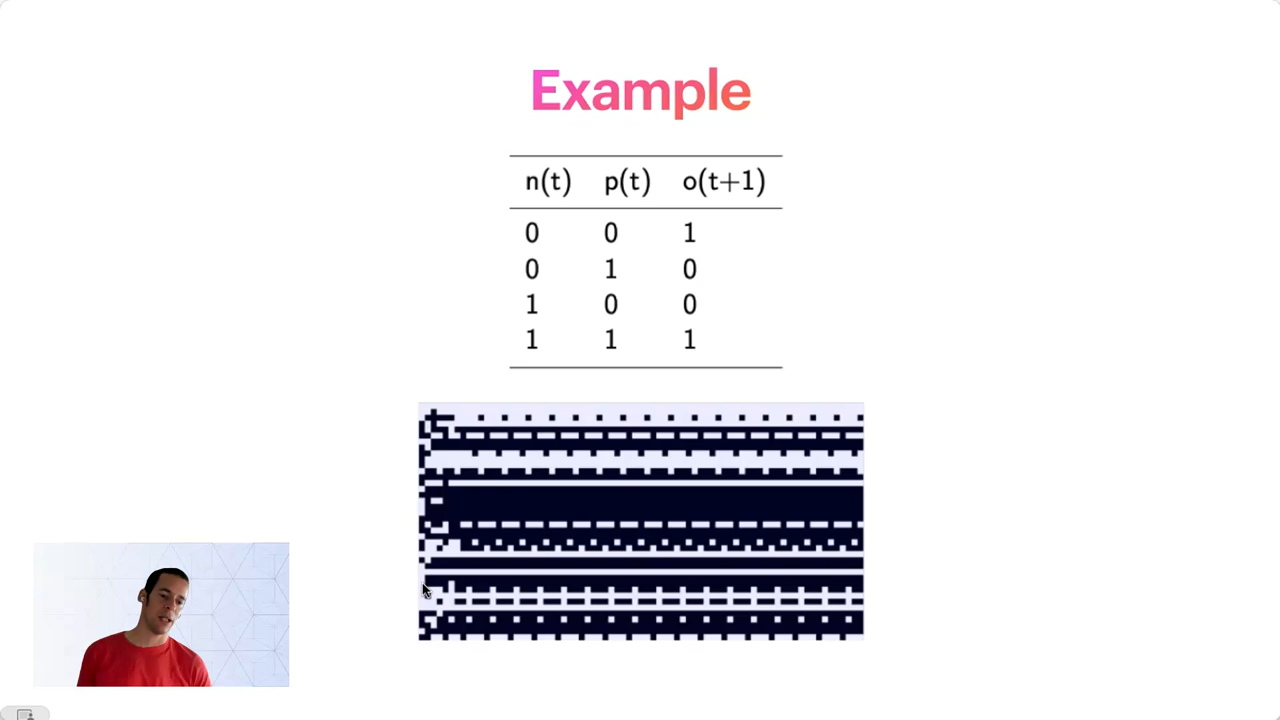 Example
n(t) p(t) o(t+1)
0 0 1
0 1 0
1 0 0
1 1 1